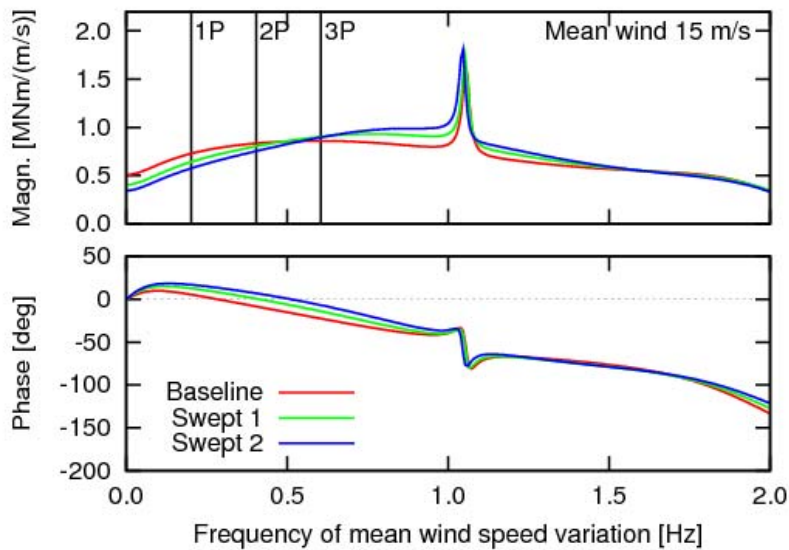 2.0
1.5
1.0
0.5
0.0
Magn. [MNm/(m/s)]
1P
2P
3P
Mean wind 15 m/s
50
0
-50
-100
-150
-200
Phase [deg]
Baseline
Swept 1
Swept 2
0.0
0.5
1.0
1.5
2.0
Frequency of mean wind speed variation [Hz]